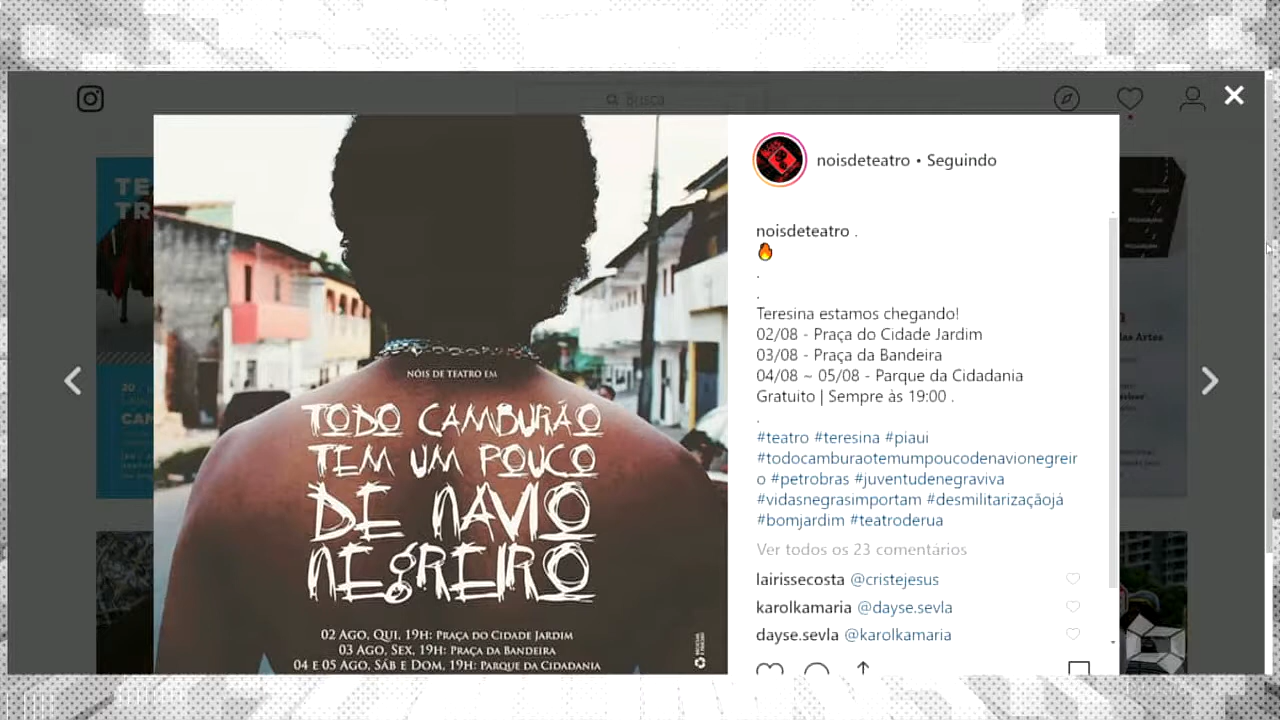 Busca
noisdeteatro • Seguindo
NÓIS DE TEATRO EM
TODO CAMBURÃO
TEM UM POUCO
DE NAVIO
NEGREIRO
02 AGO, QUI, 19H: PRAÇA DO CIDADE JARDIM
03 AGO, SEX, 19H: PRAÇA DA BANDEIRA
04 E 05 AGO, SÁB E DOM, 19H: PARQUE DA CIDADANIA
noisdeteatro .
🔥
.
.
Teresina estamos chegando!
02/08 - Praça do Cidade Jardim
03/08 - Praça da Bandeira
04/08 ~ 05/08 - Parque da Cidadania
Gratuito | Sempre às 19:00 .
.
#teatro #teresina #piaui
#todocamburaotemumpoucodenavionegreir
o #petrobras #juventudenegraviva
#vidasnegrasimportam #desmilitarizaçãojá
#bomjardim #teatroderua
Ver todos os 23 comentários
lairissecosta @cristejesus
karolkamaria @dayse.sevla
dayse.sevla @karolkamaria